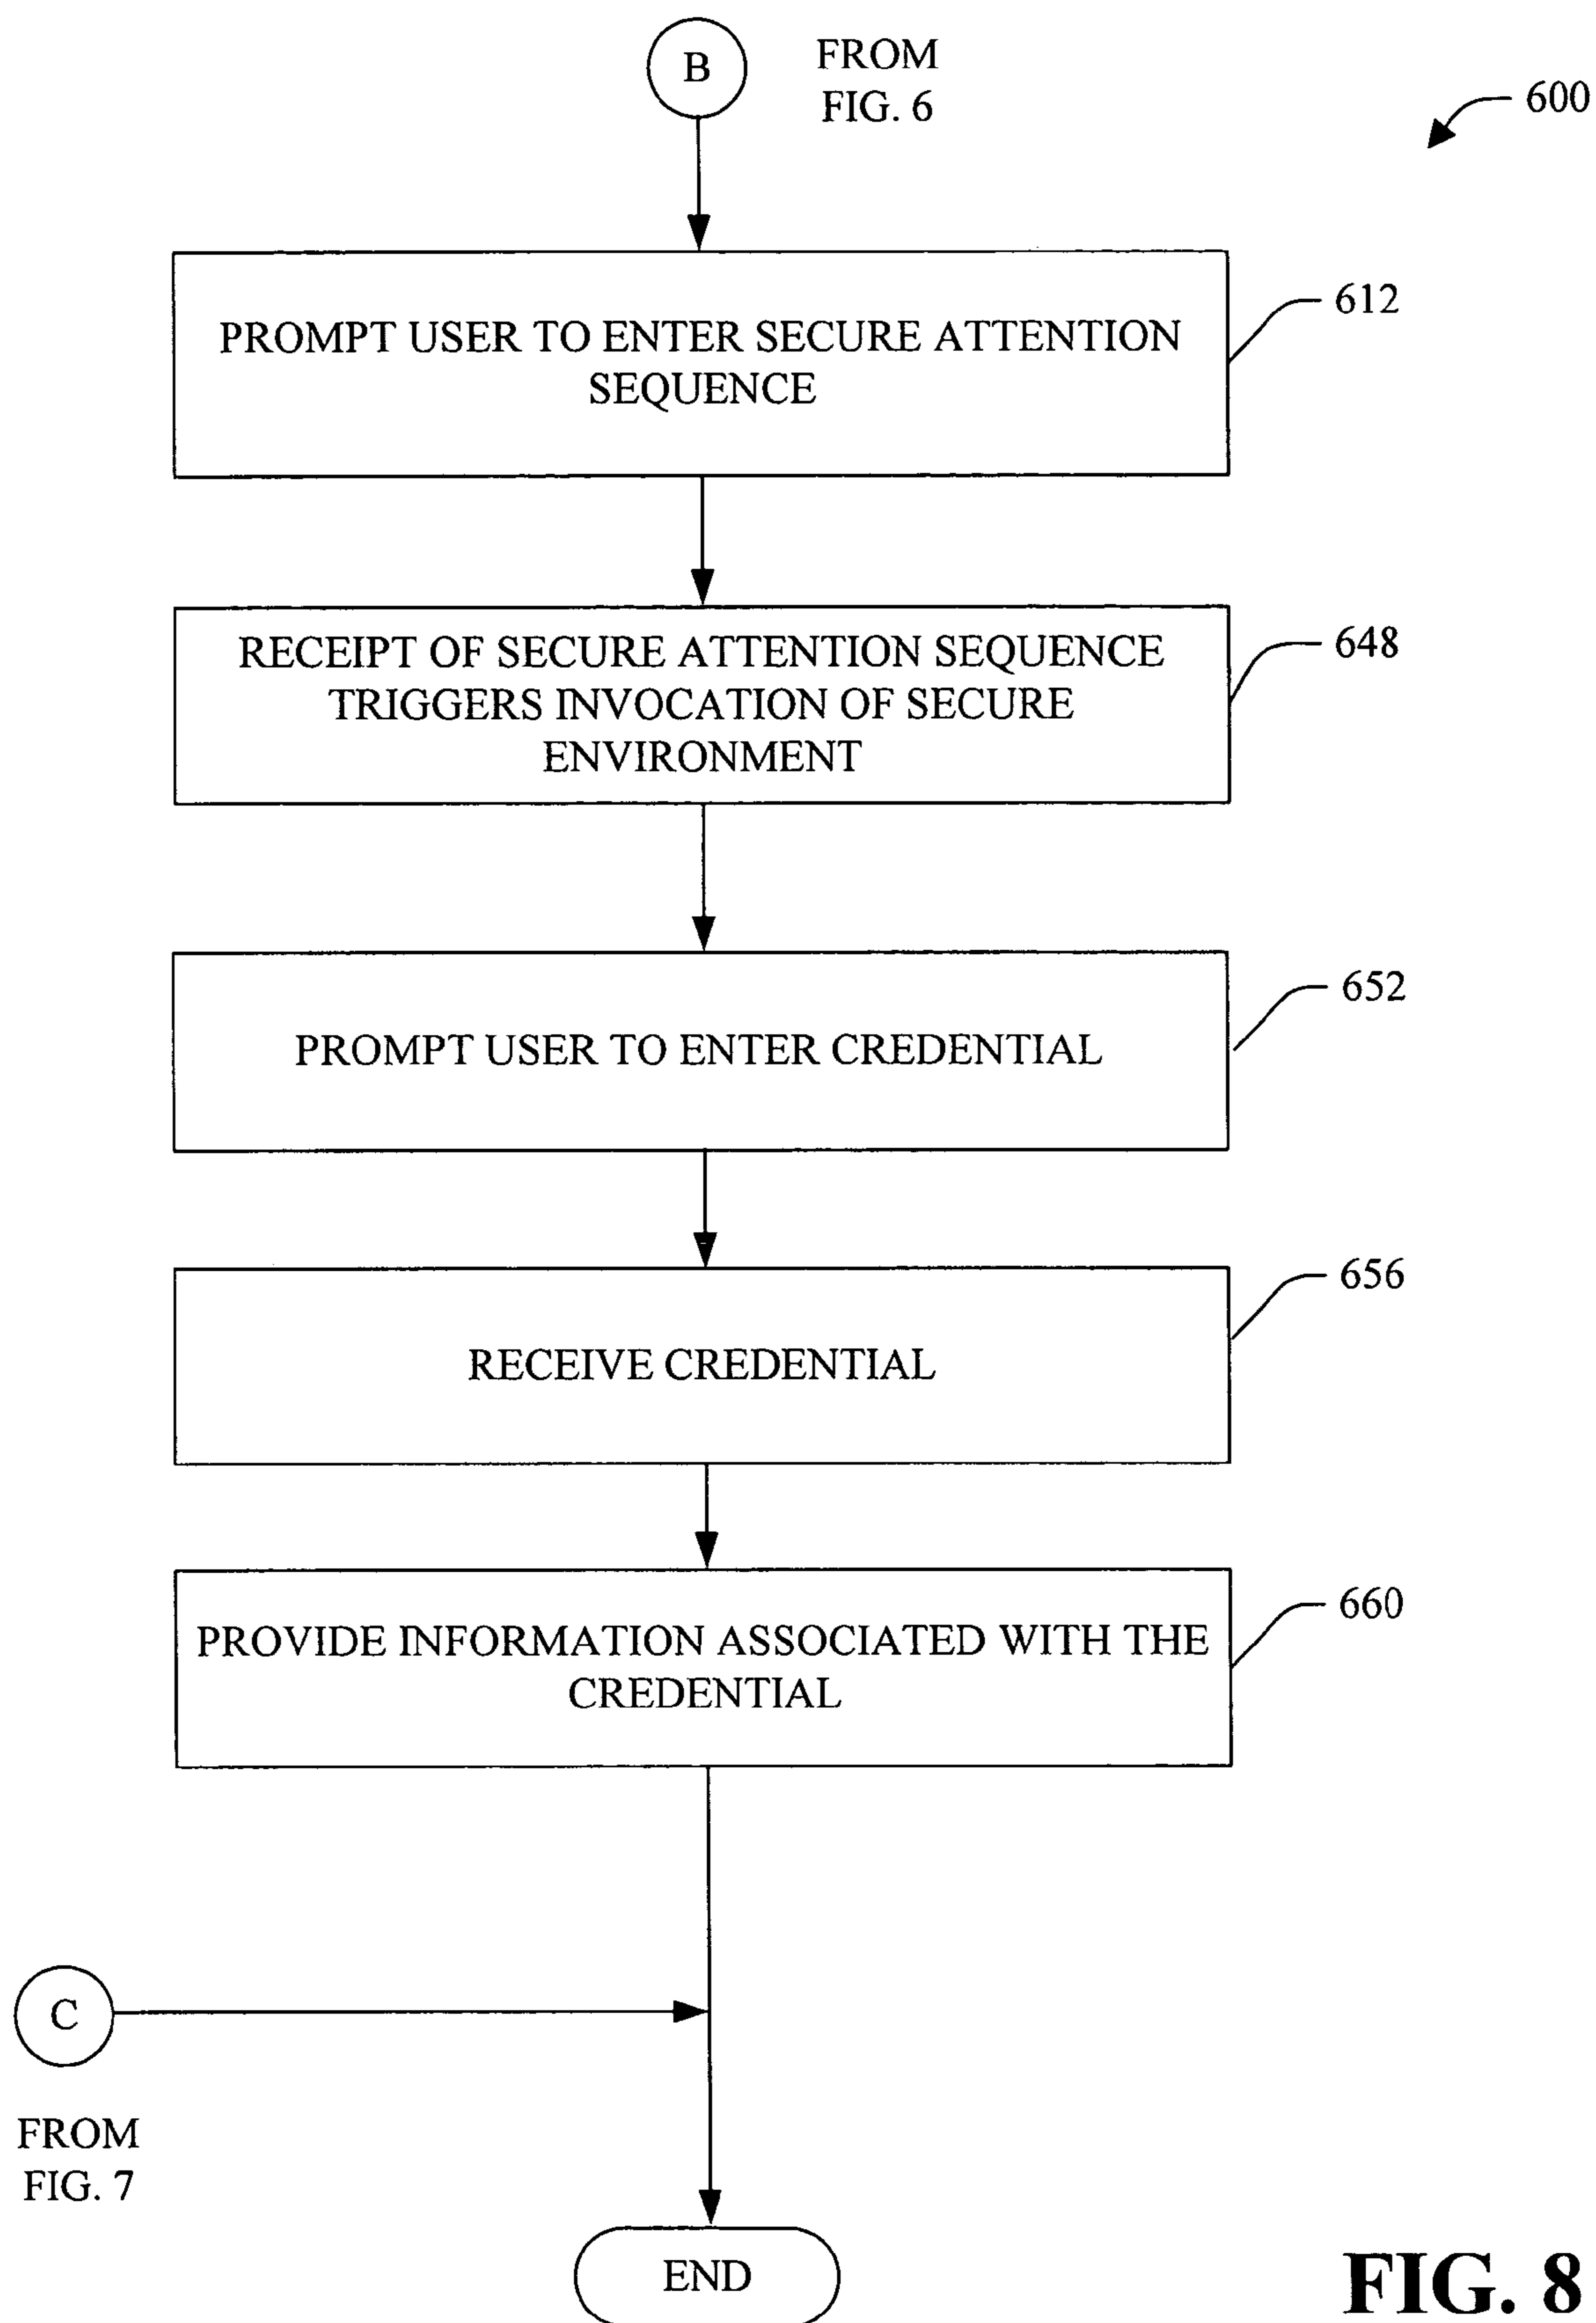 B
FROM
FIG. 6
600
PROMPT USER TO ENTER SECURE ATTENTION
SEQUENCE
612
RECEIPT OF SECURE ATTENTION SEQUENCE
TRIGGERS INVOCATION OF SECURE
ENVIRONMENT
648
PROMPT USER TO ENTER CREDENTIAL
652
RECEIVE CREDENTIAL
656
PROVIDE INFORMATION ASSOCIATED WITH THE
CREDENTIAL
660
C
FROM
FIG. 7
END
FIG. 8